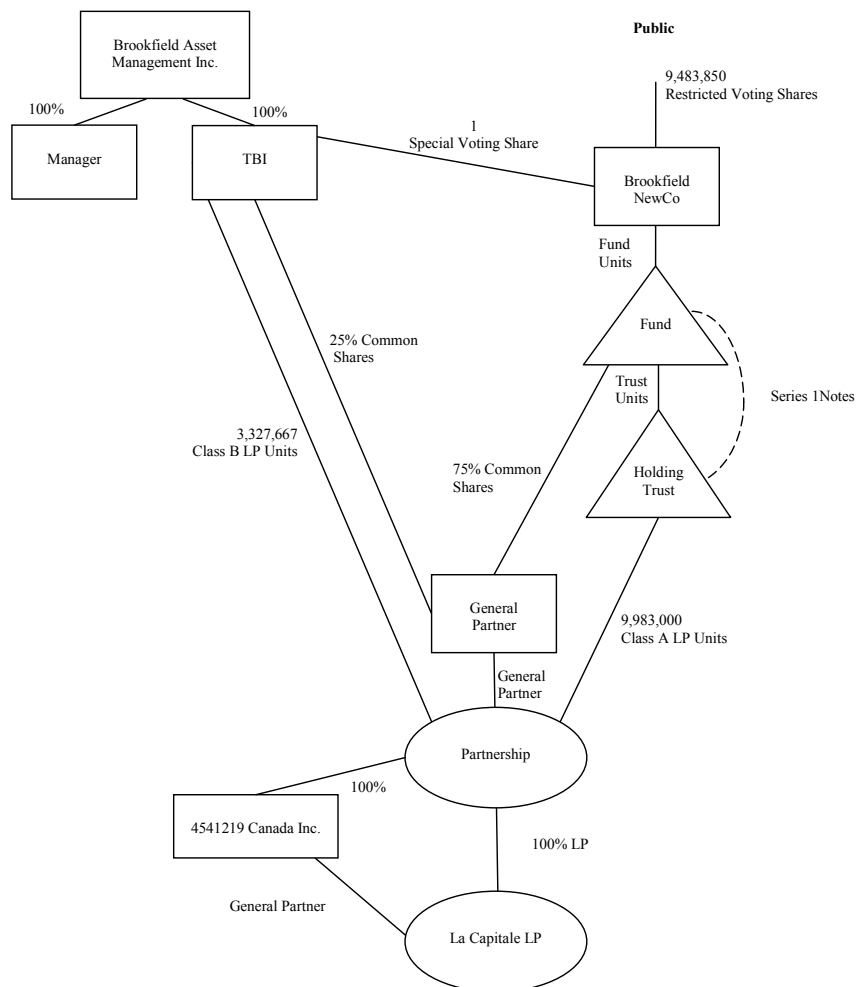 Public
Brookfield Asset
Management Inc.
9,483,850
Restricted Voting Shares
100%
100%
1
Special Voting Share
Manager
TBI
Brookfield
NewCo
Fund
Units
Fund
25% Common
Shares
Trust
Units
Series 1Notes
3,327,667
Class B LP Units
75% Common
Shares
Holding
Trust
General
Partner
9,983,000
Class A LP Units
General
Partner
Partnership
100%
4541219 Canada Inc.
100% LP
General Partner
La Capitale LP